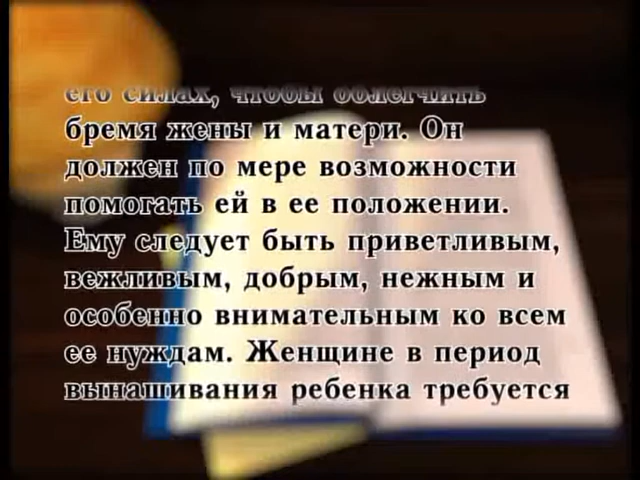 его силах, чтобы облегчить
бремя жены и матери. Он
должен по мере возможности
помогать ей в ее положении.
Ему следует быть приветливым,
вежливым, добрым, нежным и
особенно внимательным ко всем
ее нуждам. Женщине в период
вынашивания ребенка требуется